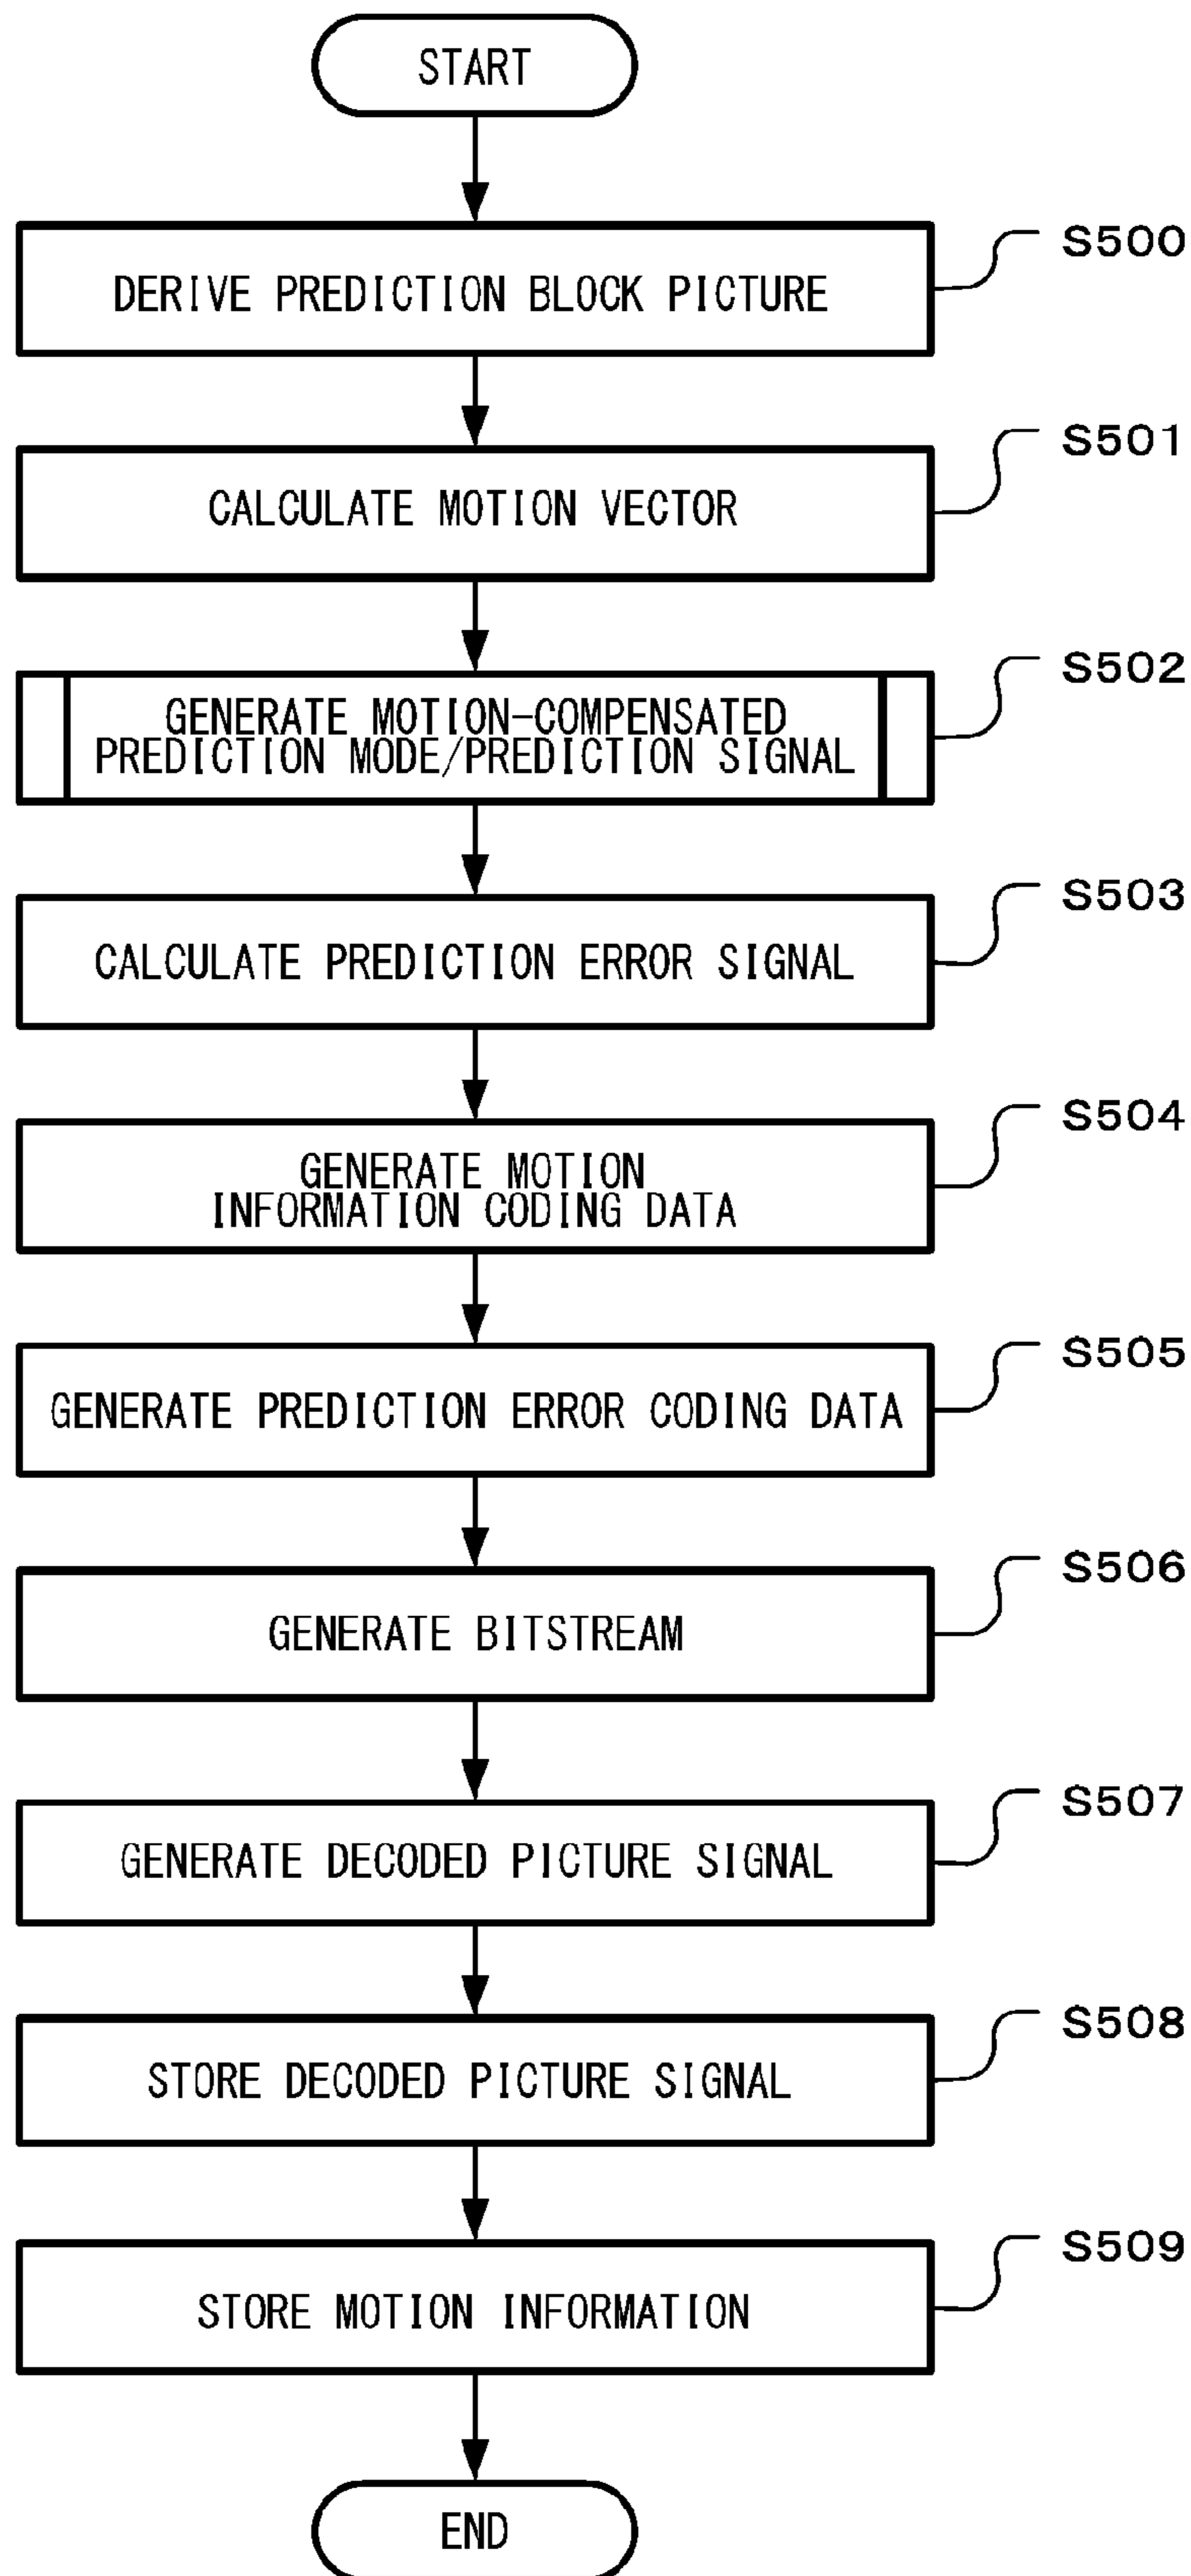 START
DERIVE PREDICTION BLOCK PICTURE
S500
CALCULATE MOTION VECTOR
S501
GENERATE MOTION-COMPENSATED
PREDICTION MODE/PREDICTION SIGNAL
S502
CALCULATE PREDICTION ERROR SIGNAL
S503
GENERATE MOTION
INFORMATION CODING DATA
S504
GENERATE PREDICTION ERROR CODING DATA
S505
GENERATE BITSTREAM
S506
GENERATE DECODED PICTURE SIGNAL
S507
STORE DECODED PICTURE SIGNAL
S508
STORE MOTION INFORMATION
S509
END